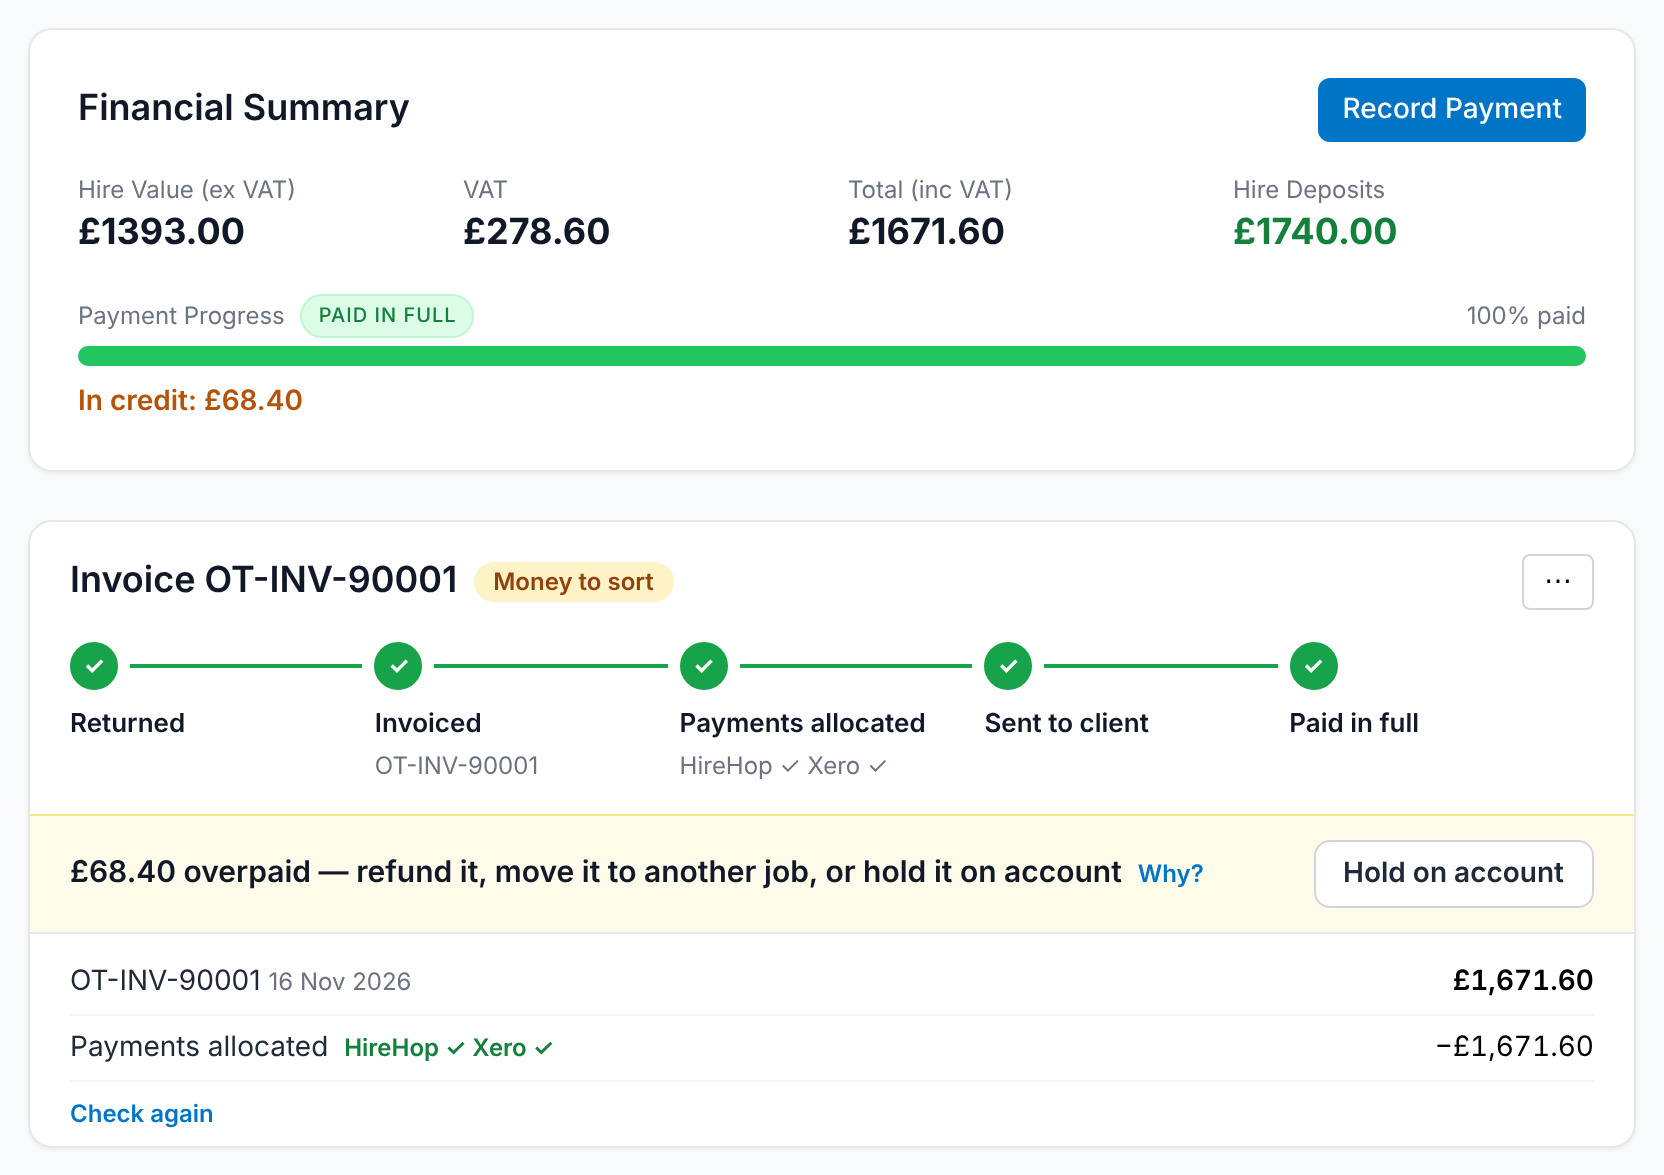 Financial Summary
Record Payment
Hire Value (ex VAT)
VAT
Total (inc VAT)
Hire Deposits
£1393.00
£278.60
£1671.60
£1740.00
Payment Progress
PAID IN FULL
100% paid
In credit: £68.40
Invoice OT-INV-90001
Money to sort
...
Returned
Invoiced
Payments allocated
Sent to client
Paid in full
OT-INV-90001
HireHop ✓ Xero ✓
£68.40 overpaid — refund it, move it to another job, or hold it on account
Why?
Hold on account
OT-INV-90001 16 Nov 2026
£1,671.60
Payments allocated HireHop ✓ Xero ✓
−£1,671.60
Check again